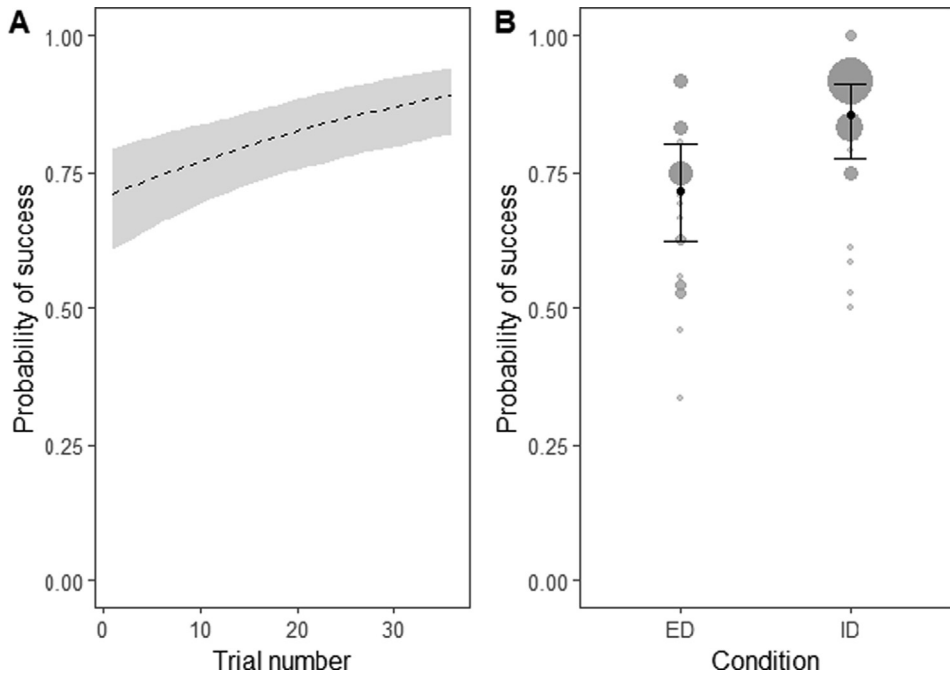 A
Probability of success
1.00
0.75
0.50
0.25
0.00
0
10
20
30
Trial number
B
Probability of success
1.00
0.75
0.50
0.25
0.00
ED
ID
Condition